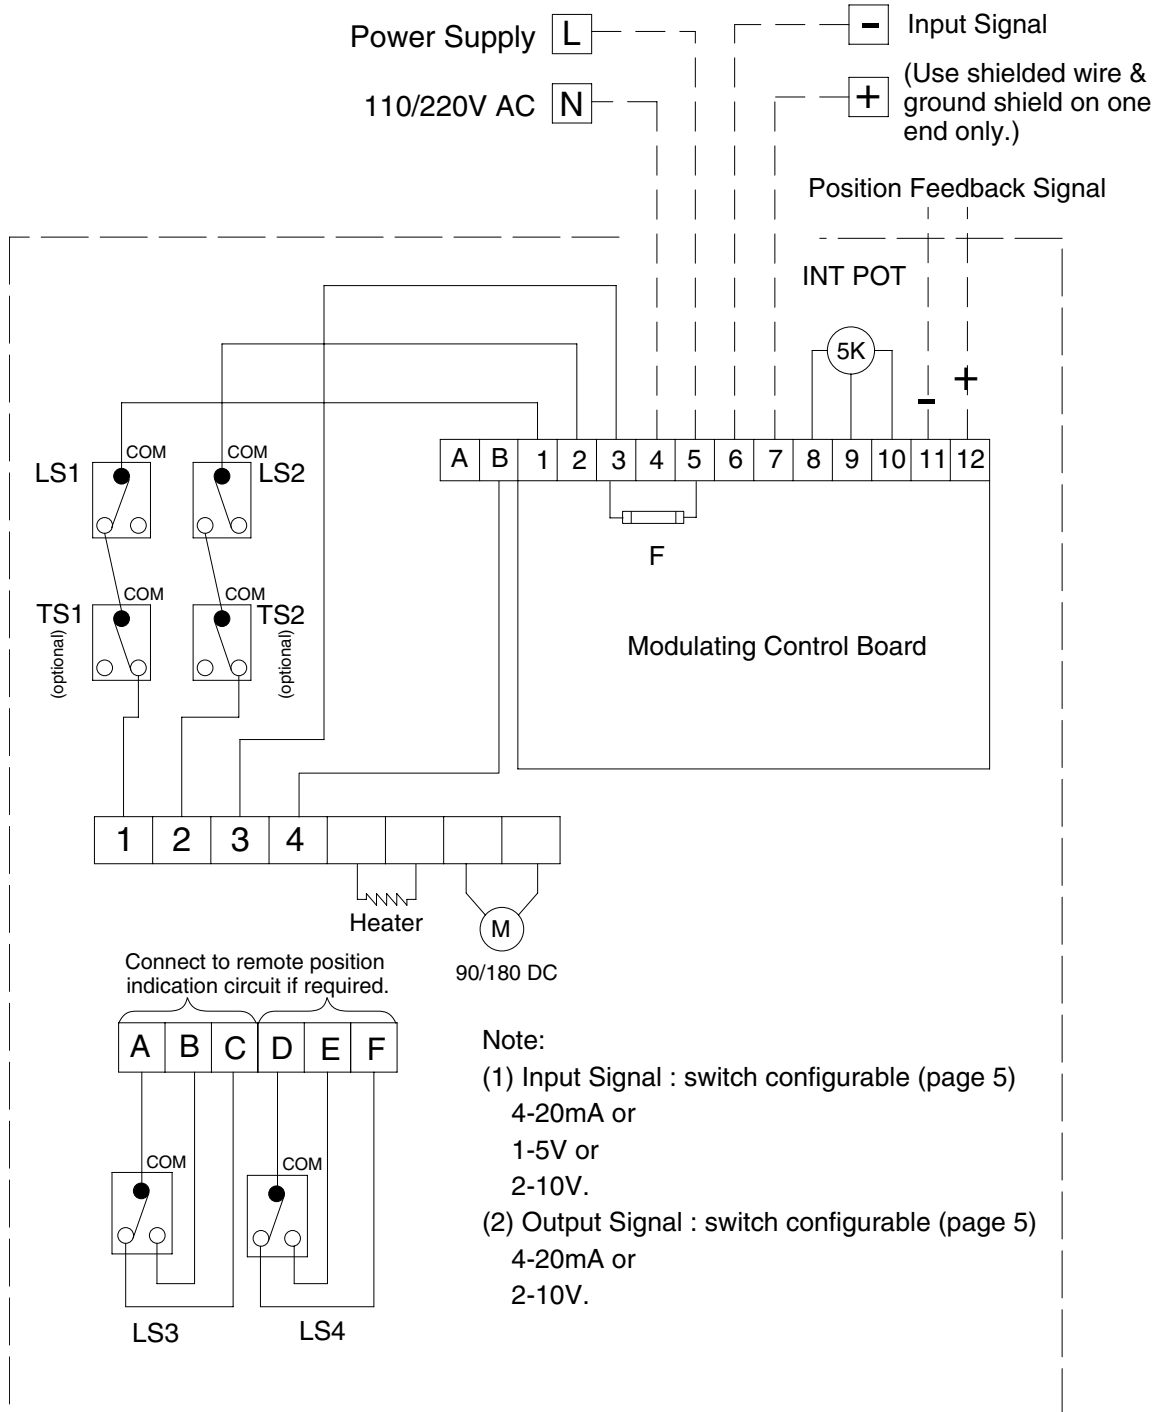 Power Supply L
110/220V AC N
- Input Signal
+ (Use shielded wire &
ground shield on one
end only.)
Position Feedback Signal
INT POT
5K
- +
A B 1 2 3 4 5 6 7 8 9 10 11 12
F
Modulating Control Board
LS1 COM
COM LS2
TS1 COM
(optional)
COM TS2
(optional)
1 2 3 4
Heater
M
90/180 DC
Connect to remote position
indication circuit if required.
A B C D E F
COM
COM
LS3
LS4
Note:
(1) Input Signal : switch configurable (page 5)
4-20mA or
1-5V or
2-10V.
(2) Output Signal : switch configurable (page 5)
4-20mA or
2-10V.